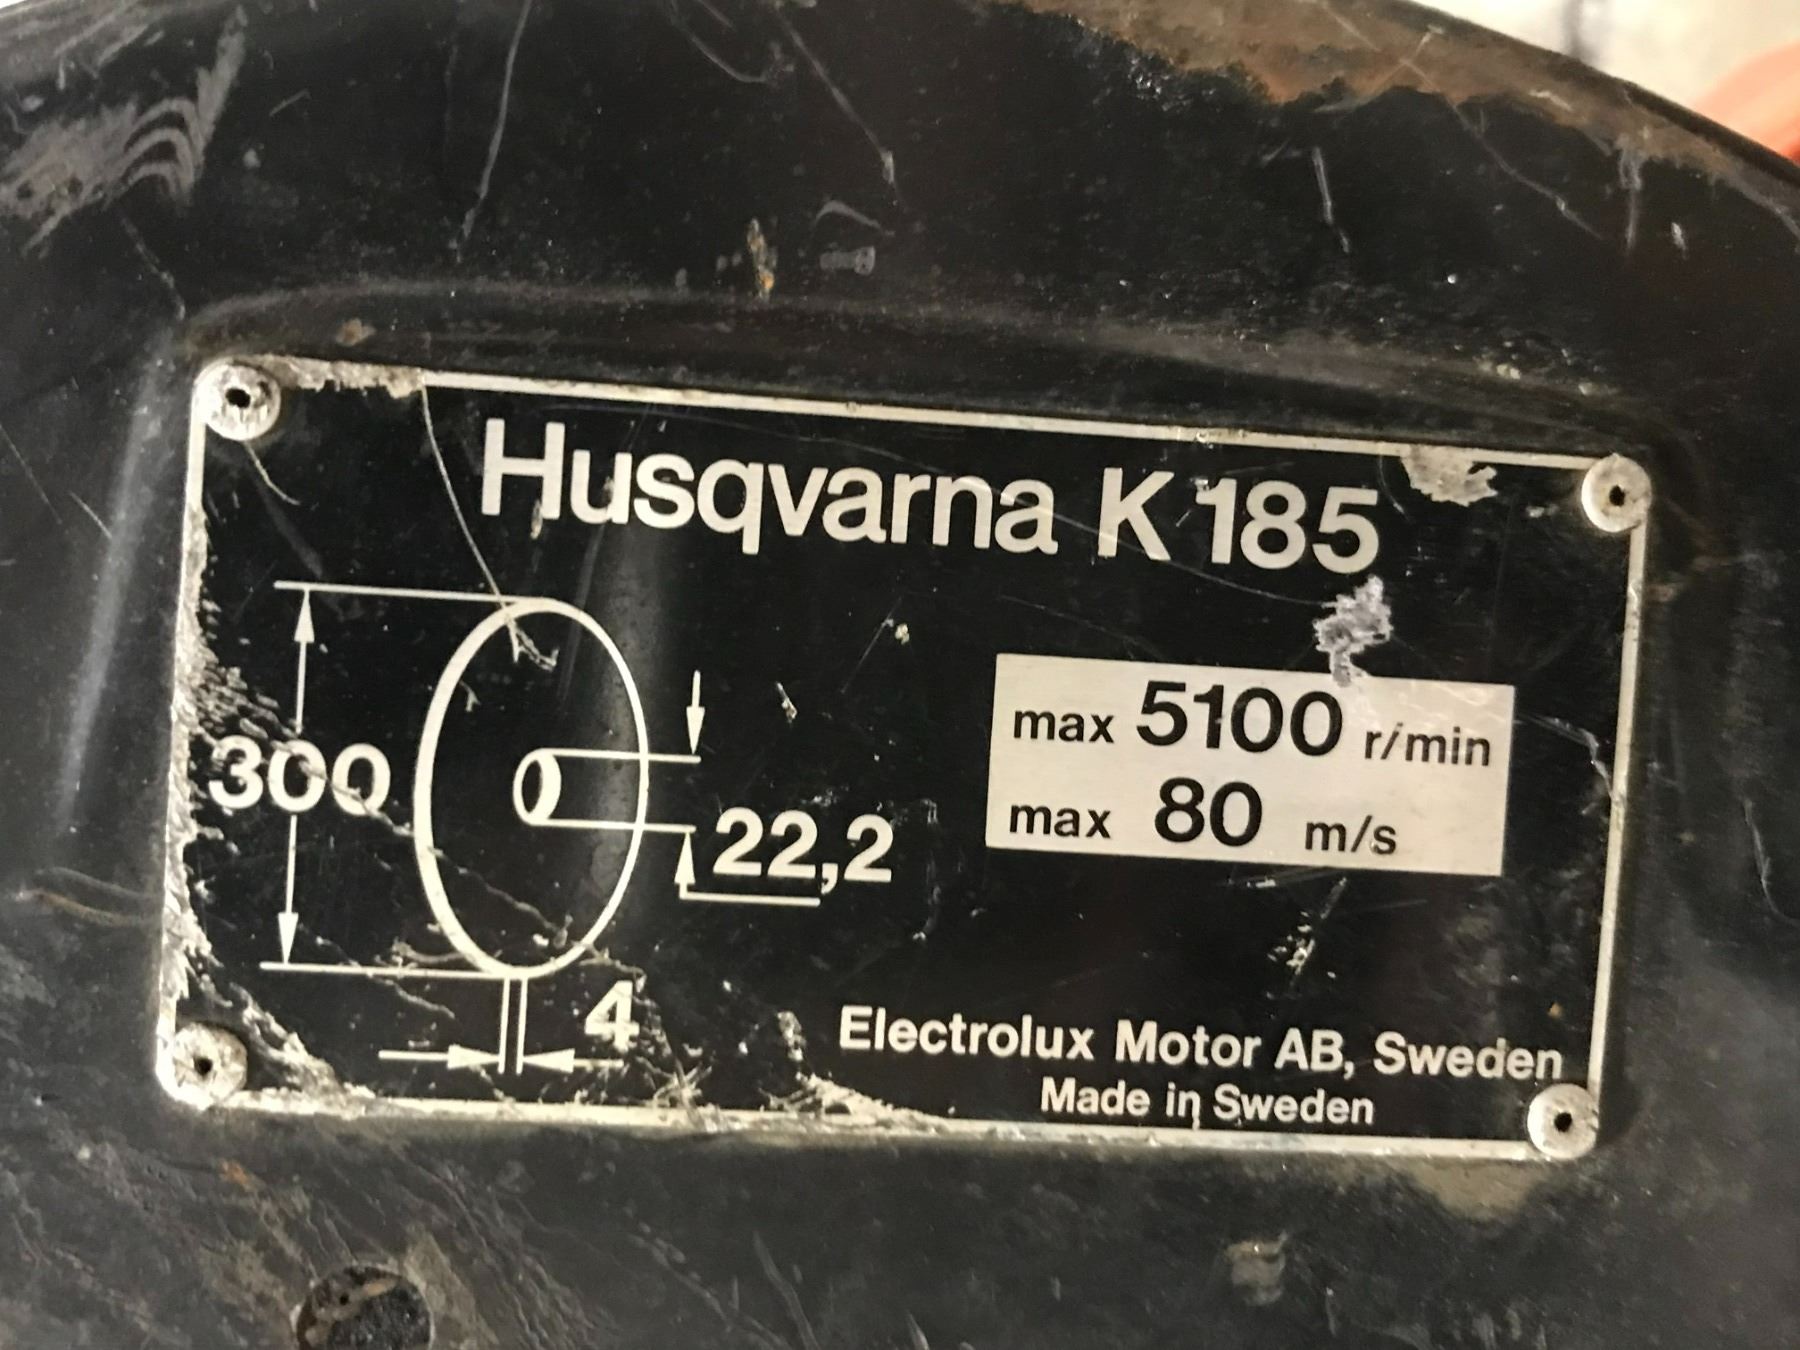 Husqvarna K 185
300
22,2
4
max 5100 r/min
max 80 m/s
Electrolux Motor AB, Sweden
Made in Sweden